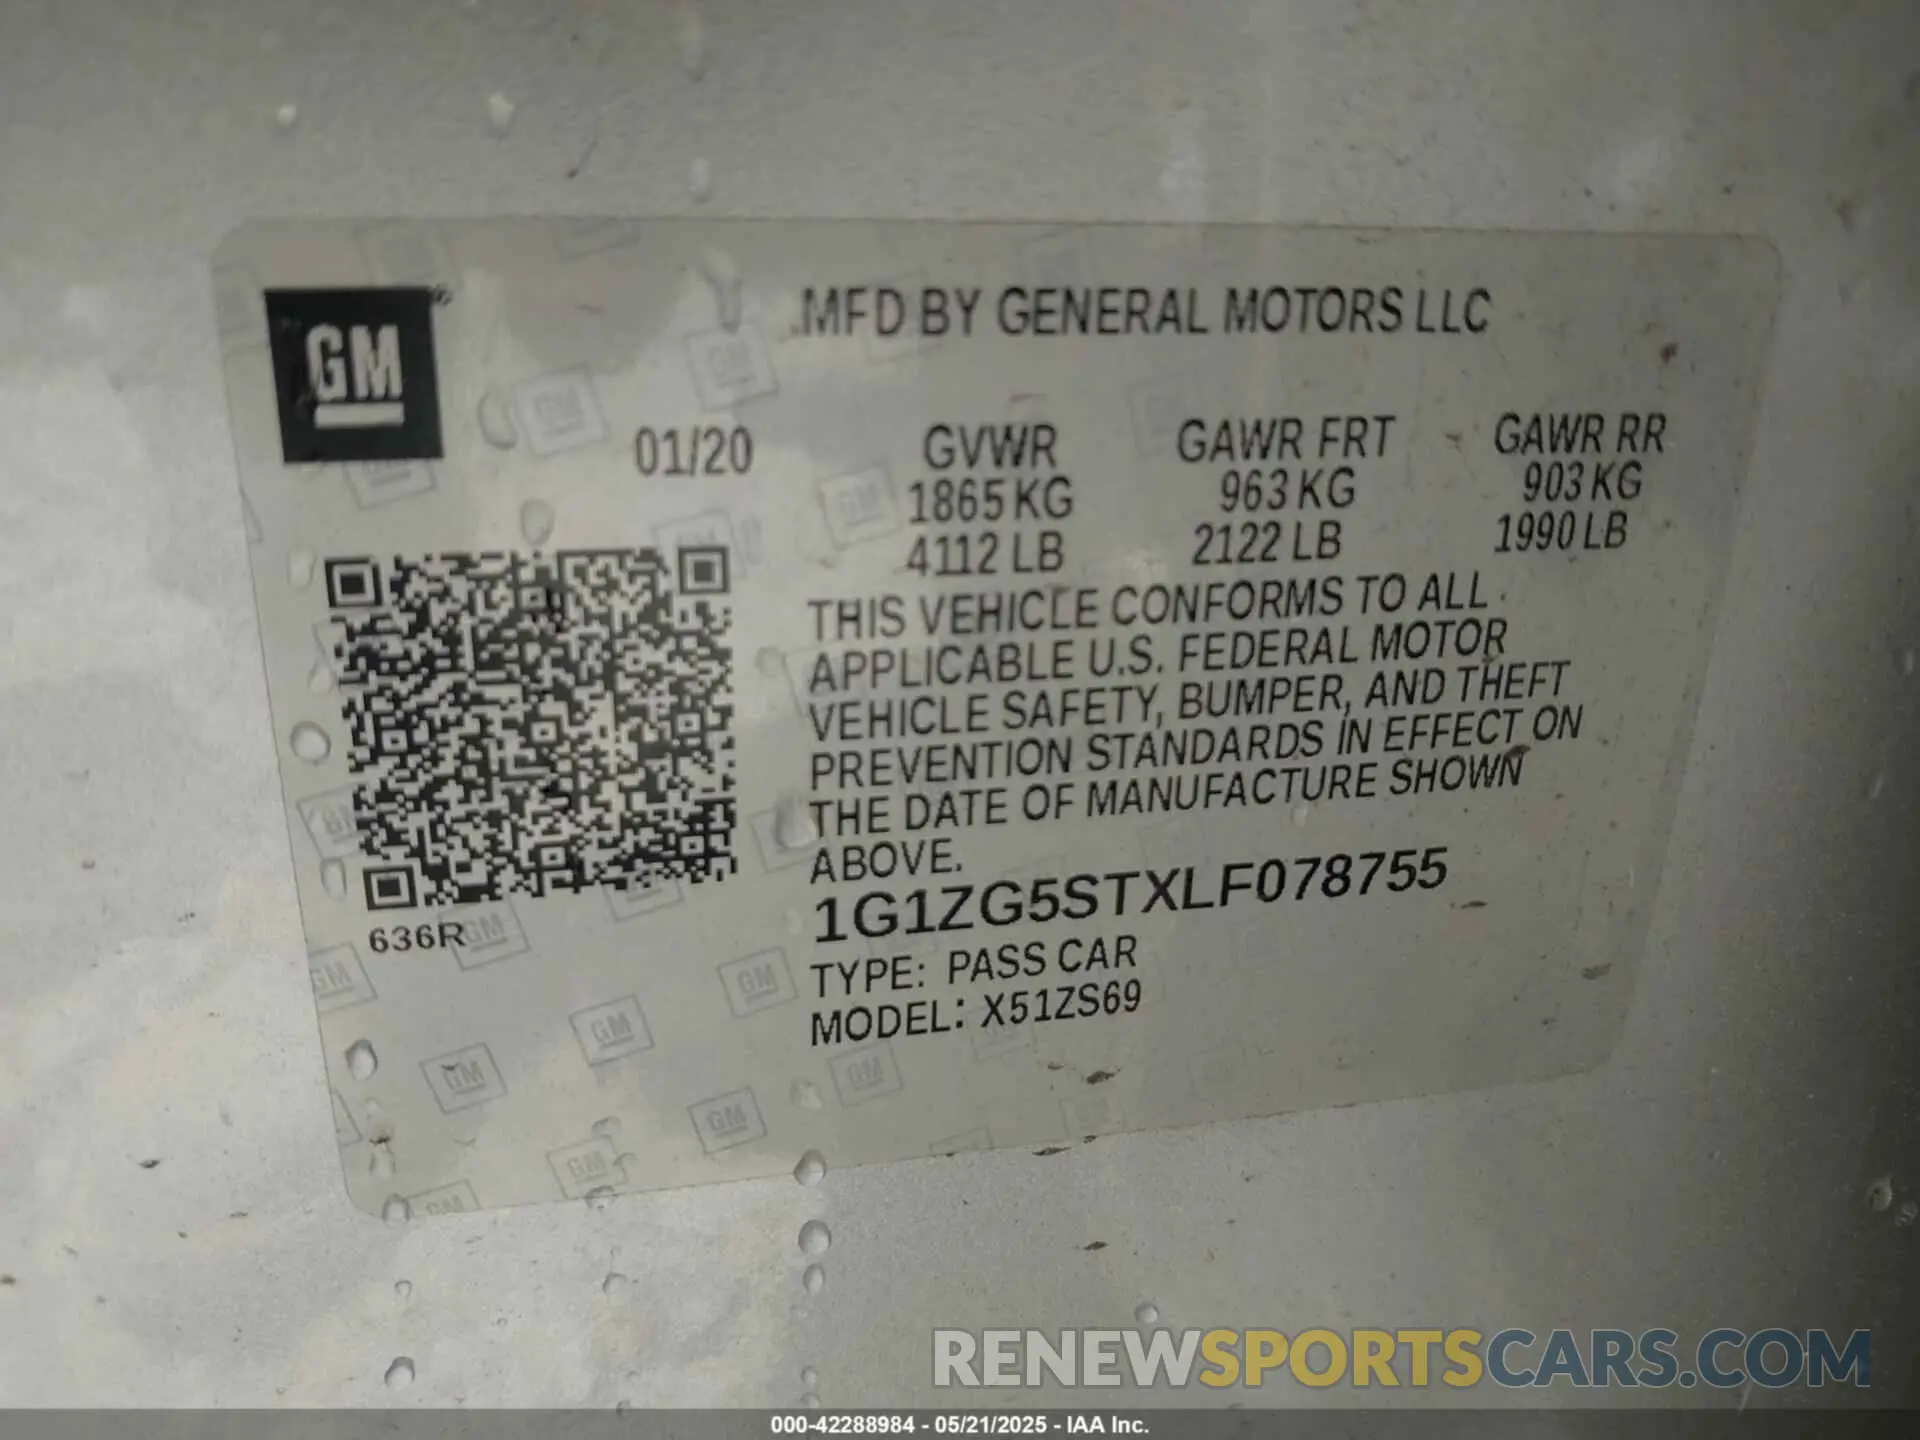 GM
MFD BY GENERAL MOTORS LLC
01/20
GVWR GAWR FRT GAWR RR
1865 KG 963 KG 903 KG
4112 LB 2122 LB 1990 LB
THIS VEHICLE CONFORMS TO ALL
APPLICABLE U.S. FEDERAL MOTOR
VEHICLE SAFETY, BUMPER, AND THEFT
PREVENTION STANDARDS IN EFFECT ON
THE DATE OF MANUFACTURE SHOWN
ABOVE.
1G1ZG5STXLF078755
636R
TYPE: PASS CAR
MODEL: X51ZS69
RENEWSPORTSCARS.COM
000-42288984 - 05/21/2025 - IAA Inc.